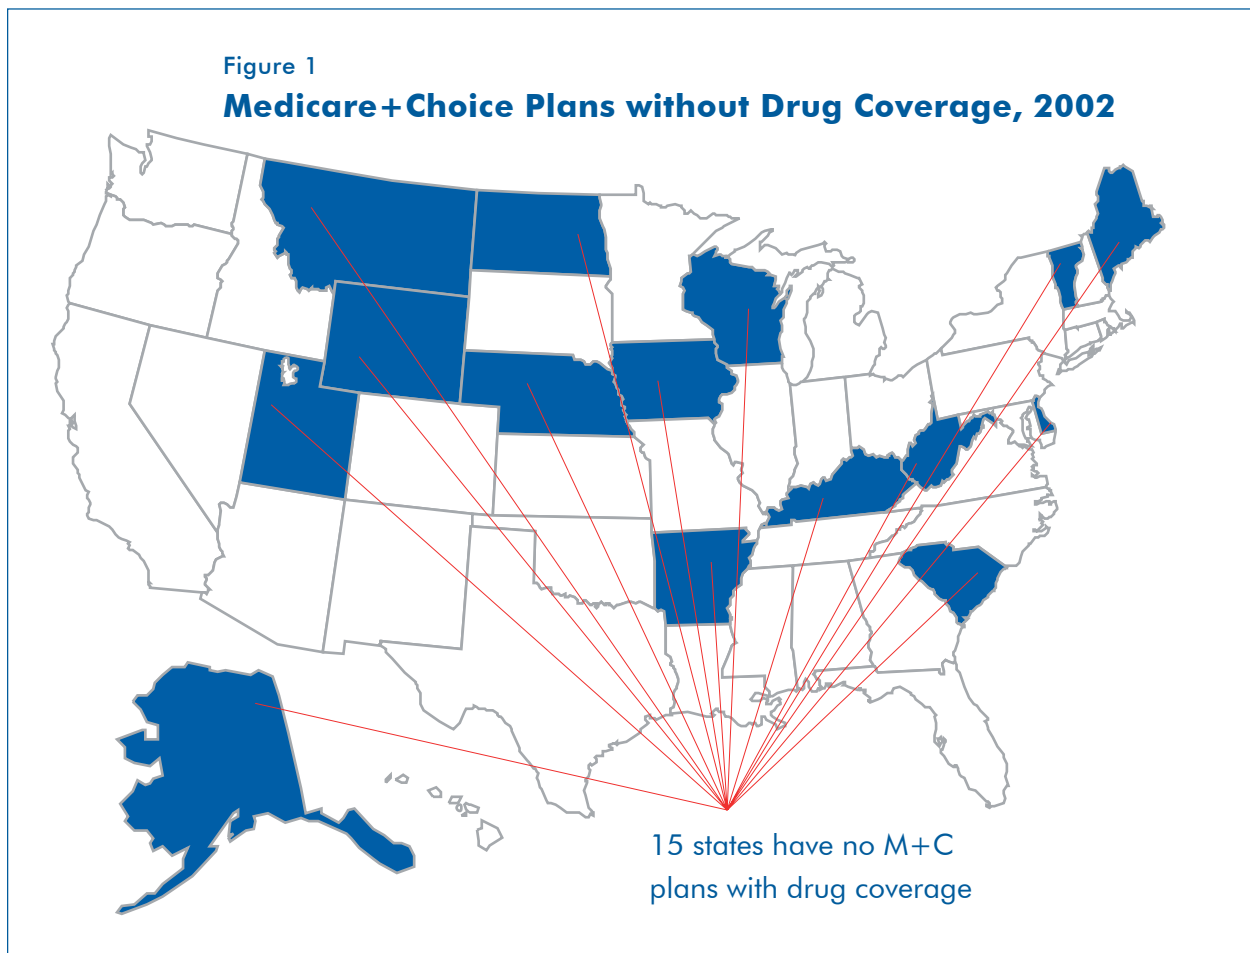 Figure 1
Medicare+Choice Plans without Drug Coverage, 2002
15 states have no M+C
plans with drug coverage